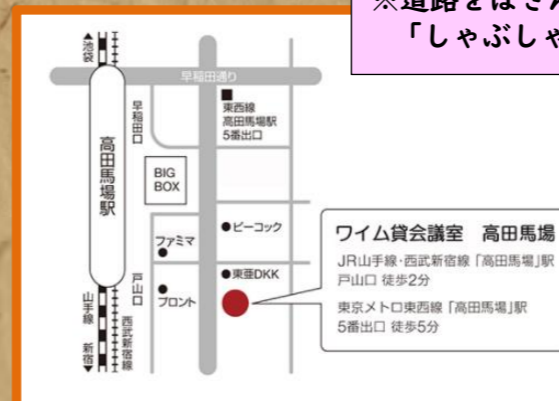 ※道路をはさん
「しゃぶしゃ
▲池袋
早稲田通り
早稲田口
東西線
高田馬場駅
5番出口
高田馬場駅
BIG
BOX
ファミマ
ピーコック
戸山口
プロント
東亜DKK
山手線
新宿▼
西武新宿線
ワイム貸会議室 高田馬場
JR山手線・西武新宿線「高田馬場」駅
戸山口 徒歩2分
東京メトロ東西線「高田馬場」駅
5番出口 徒歩5分